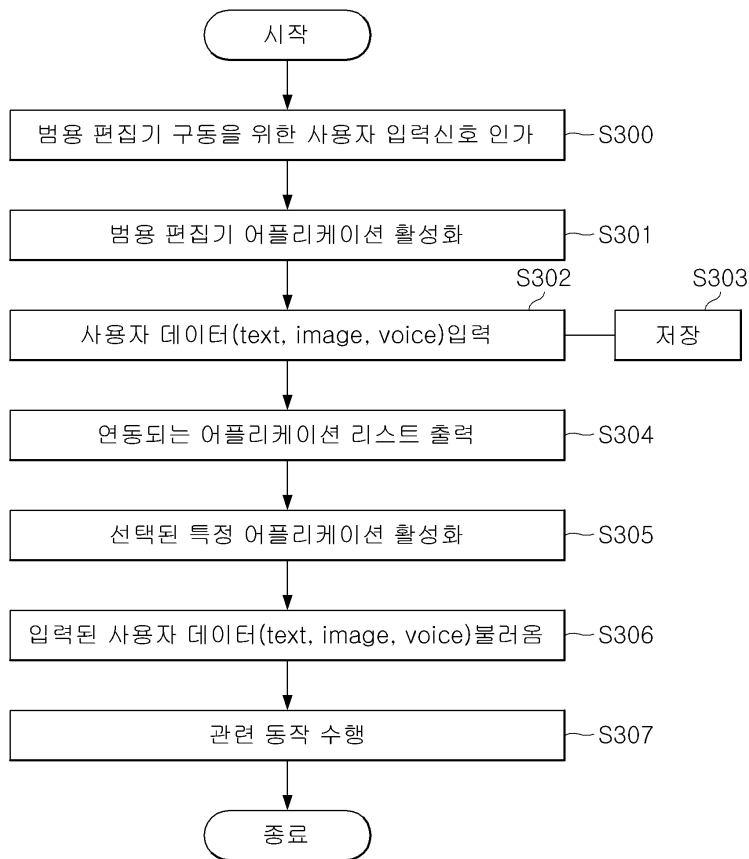 시작
범용 편집기 구동을 위한 사용자 입력신호 인가
S300
범용 편집기 어플리케이션 활성화
S301
S302
S303
사용자 데이터(text, image, voice)입력
저장
연동되는 어플리케이션 리스트 출력
S304
선택된 특정 어플리케이션 활성화
S305
입력된 사용자 데이터(text, image, voice)불러옴
S306
관련 동작 수행
S307
종료